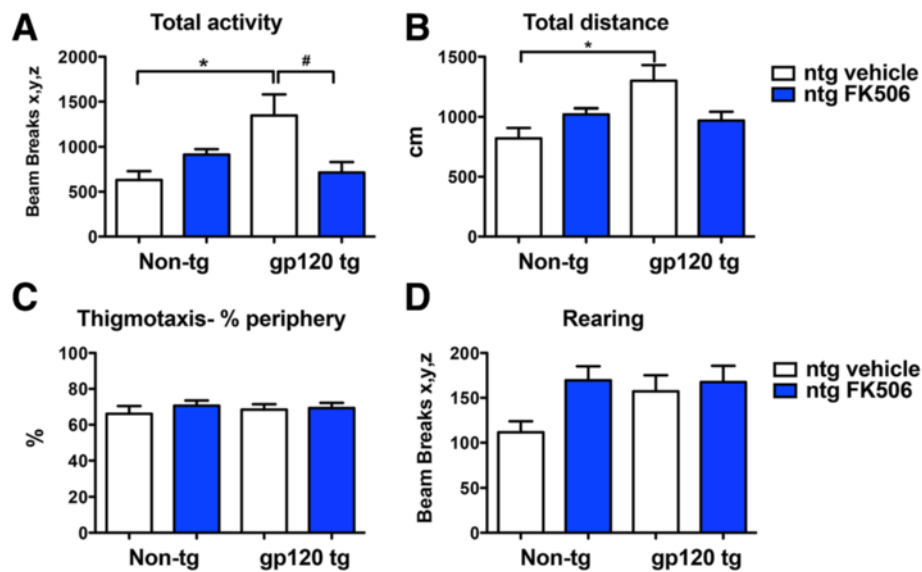 A
Total activity
Beam Breaks x,y,z
2000
1500
1000
500
0
*
#
Non-tg
gp120 tg
B
Total distance
cm
1500
1000
500
0
*
Non-tg
gp120 tg
ntg vehicle
ntg FK506
C
Thigmotaxis- % periphery
%
100
80
60
40
20
0
Non-tg
gp120 tg
D
Rearing
Beam Breaks x,y,z
200
150
100
50
0
Non-tg
gp120 tg
ntg vehicle
ntg FK506